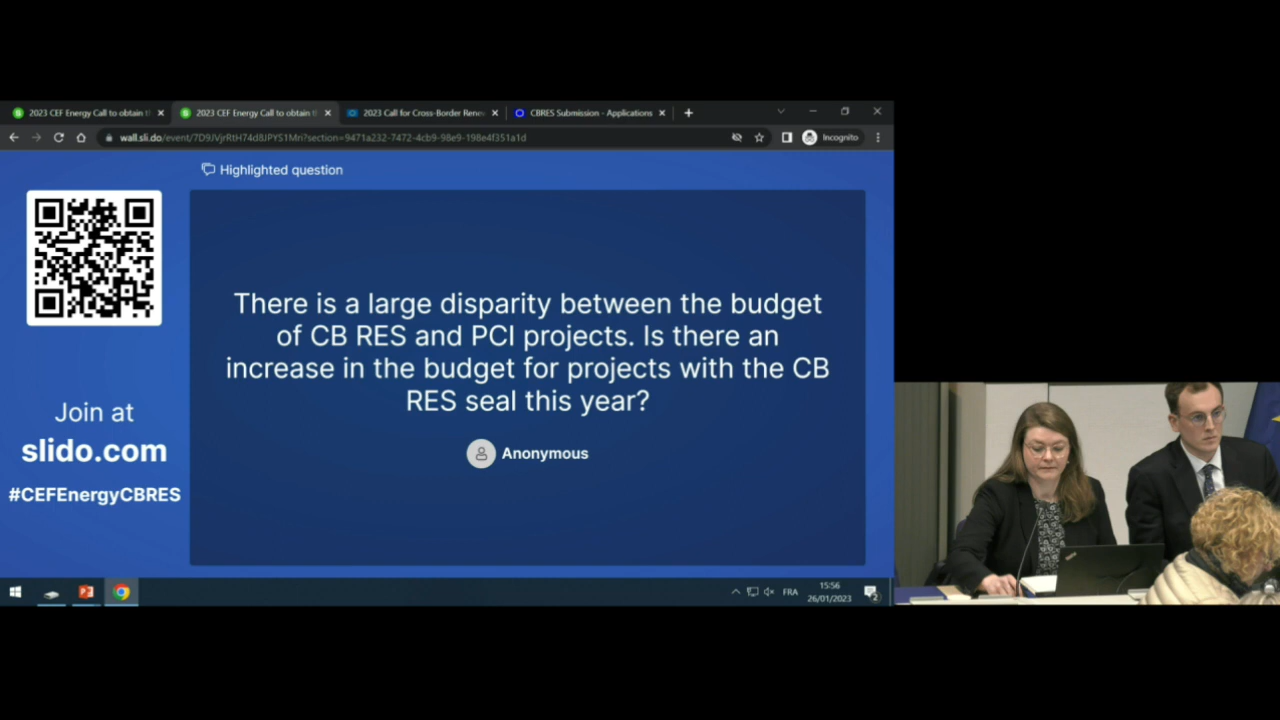 2023 CEF Energy Call to obtain t
2023 CEF Energy Call to obtain t
2023 Call for Cross-Border Rene
CBRES Submission - Applications
Incognito
Highlighted question
There is a large disparity between the budget
of CB RES and PCI projects. Is there an
increase in the budget for projects with the CB
RES seal this year?
Anonymous
Join at
slido.com
#CEFEnergyCBRES
FRA
15:56
26/01/2023